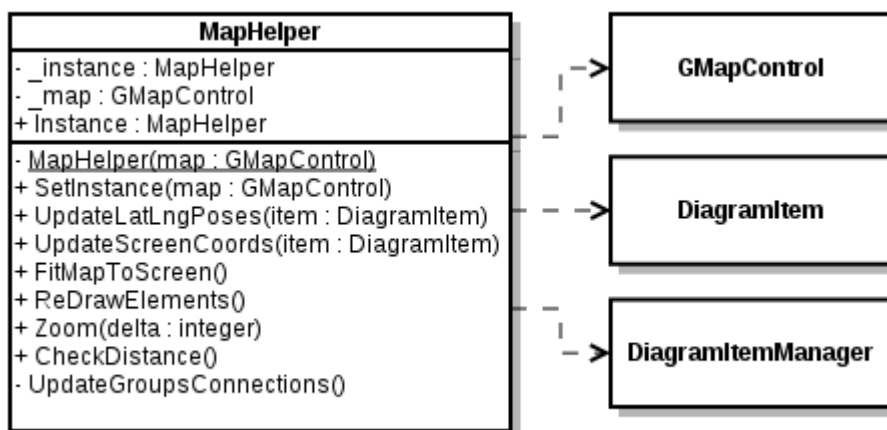 MapHelper
- _instance : MapHelper
- _map : GMapControl
+ Instance : MapHelper
- MapHelper(map : GMapControl)
+ SetInstance(map : GMapControl)
+ UpdateLatLngPoses(item : DiagramItem)
+ UpdateScreenCoords(item : DiagramItem)
+ FitMapToScreen()
+ ReDrawElements()
+ Zoom(delta : integer)
+ CheckDistance()
- UpdateGroupsConnections()
GMapControl
DiagramItem
DiagramItemManager